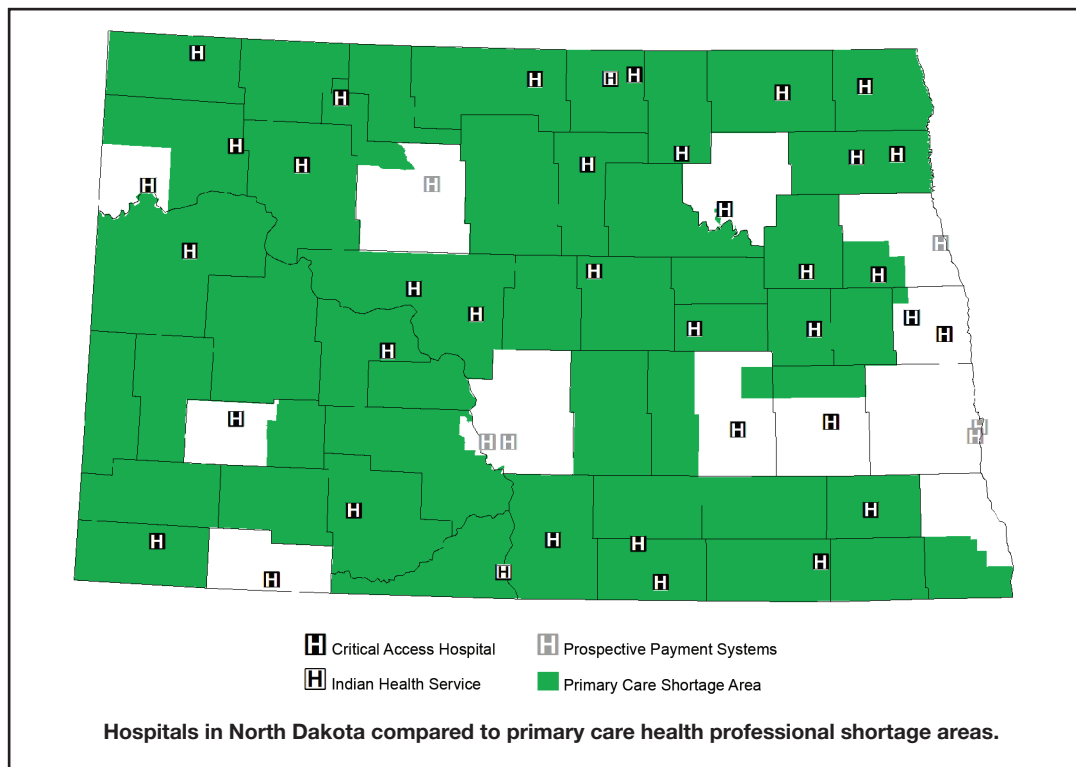 H Critical Access Hospital
H Prospective Payment Systems
H Indian Health Service
Primary Care Shortage Area
Hospitals in North Dakota compared to primary care health professional shortage areas.